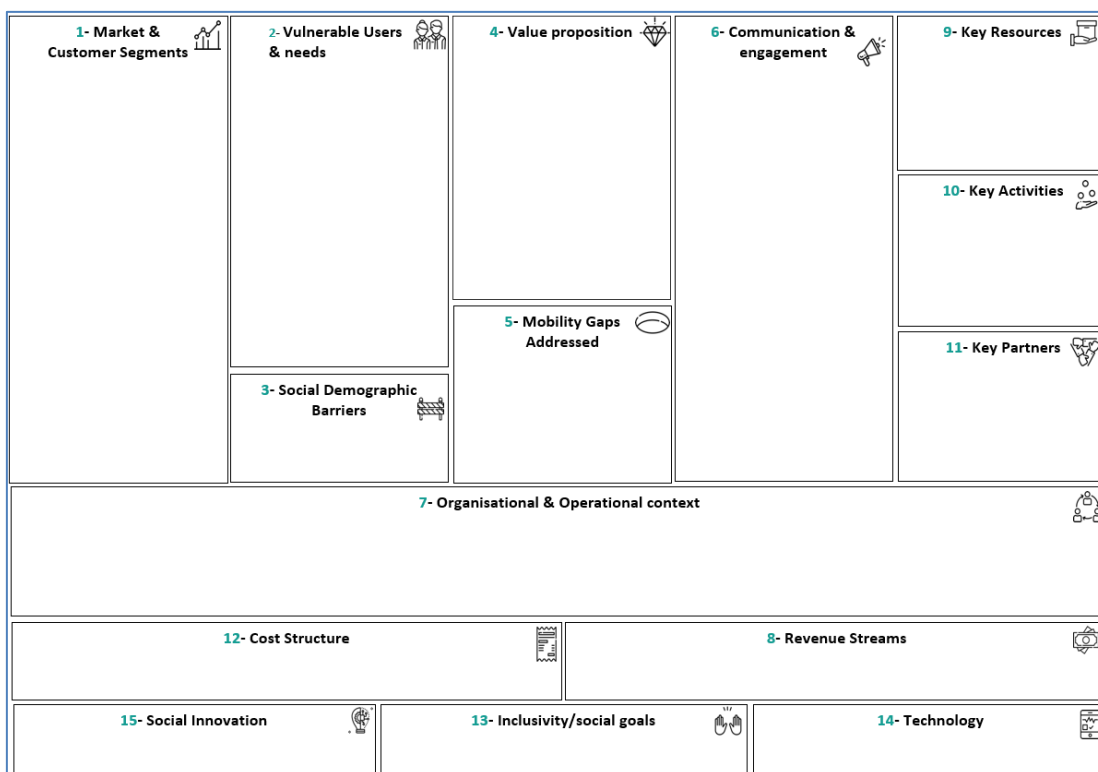 1- Market &
Customer Segments
2- Vulnerable Users
& needs
3- Social Demographic
Barriers
4- Value proposition
5- Mobility Gaps
Addressed
6- Communication &
engagement
9- Key Resources
10- Key Activities
11- Key Partners
7- Organisational & Operational context
12- Cost Structure
8- Revenue Streams
15- Social Innovation
13- Inclusivity/social goals
14- Technology